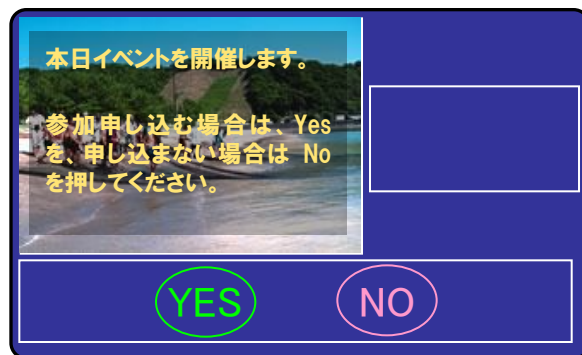 本日イベントを開催します。
参加申し込む場合は、Yes
を、申し込まない場合は No
を押してください。
YES NO